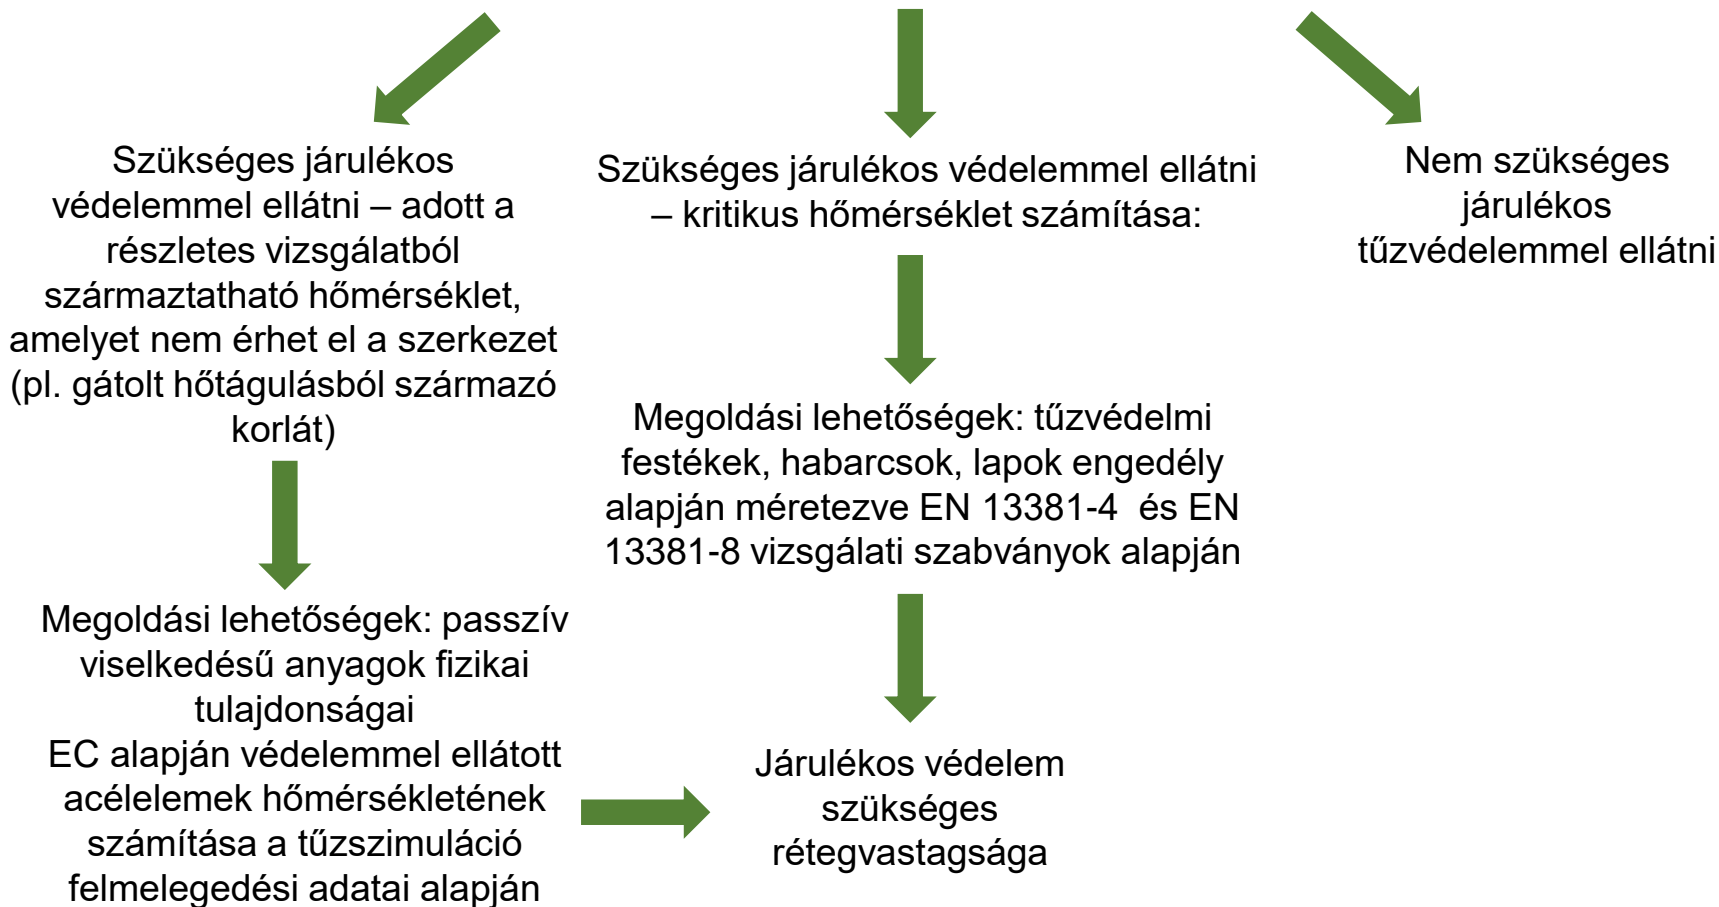 Szükséges járulékos
védelemmel ellátni – adott a
részletes vizsgálatból
származtatható hőmérséklet,
amelyet nem érhet el a szerkezet
(pl. gátolt hőtágulásból származó
korlát)
Megoldási lehetőségek: passzív
viselkedésű anyagok fizikai
tulajdonságai
EC alapján védelemmel ellátott
acélelemek hőmérsékletének
számítása a tűzszimuláció
felmelegedési adatai alapján
Szükséges járulékos védelemmel ellátni
– kritikus hőmérséklet számítása:
Megoldási lehetőségek: tűzvédelmi
festékek, habarcsok, lapok engedély
alapján méretezve EN 13381-4  és EN
13381-8 vizsgálati szabványok alapján
Járulékos védelem
szükséges
rétegvastagsága
Nem szükséges
járulékos
tűzvédelemmel ellátni